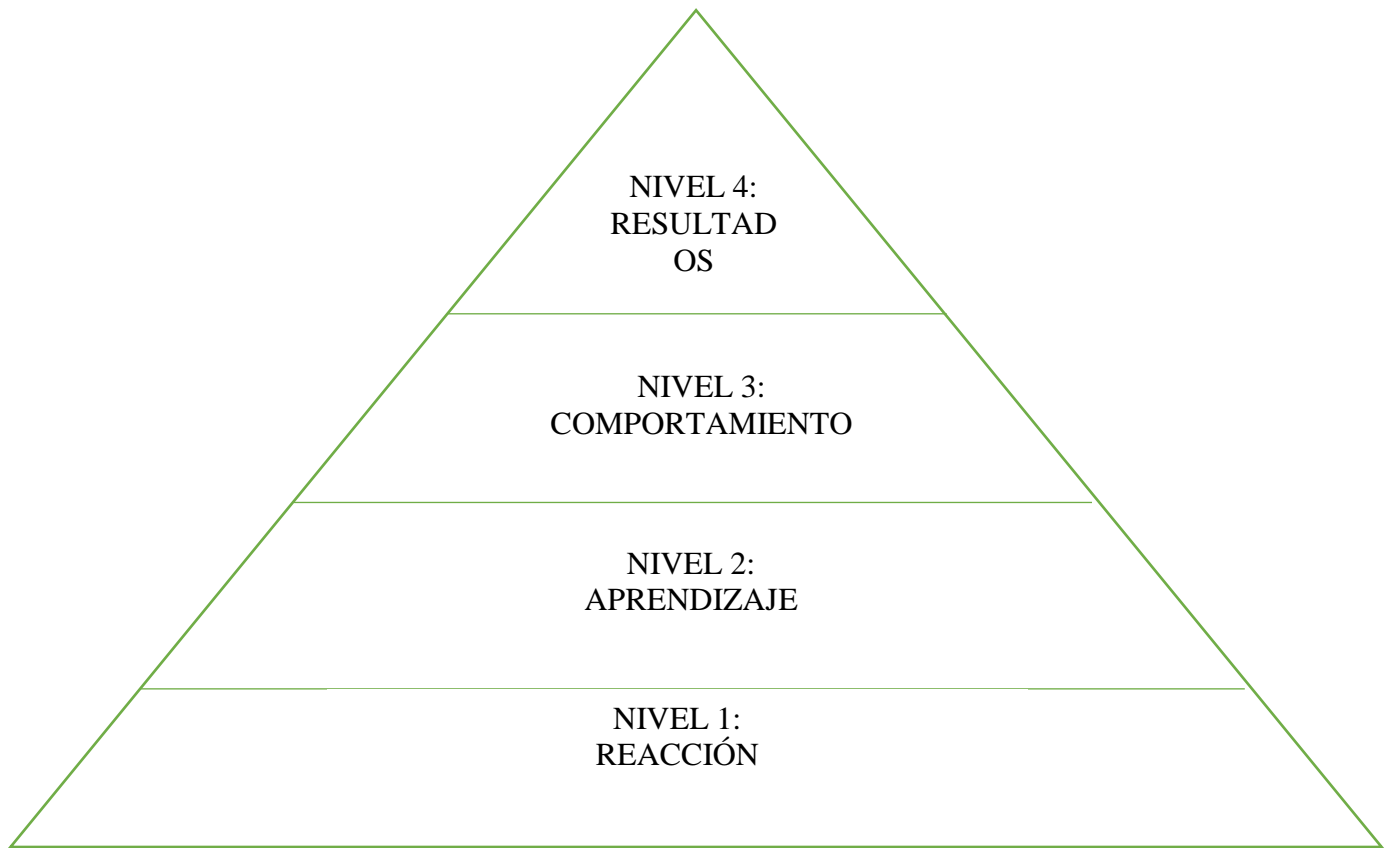 NIVEL 4:
RESULTAD
OS
NIVEL 3:
COMPORTAMIENTO
NIVEL 2:
APRENDIZAJE
NIVEL 1:
REACCIÓN